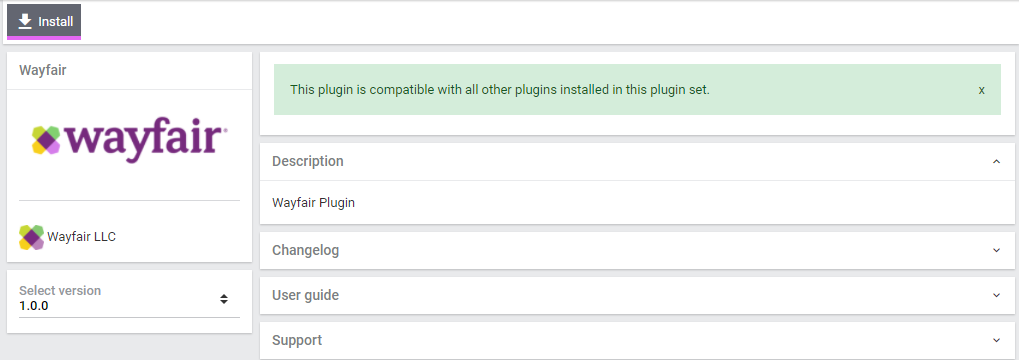 Install
Wayfair
wayfair
Wayfair LLC
Select version
1.0.0
This plugin is compatible with all other plugins installed in this plugin set.
x
Description
Wayfair Plugin
Changelog
User guide
Support